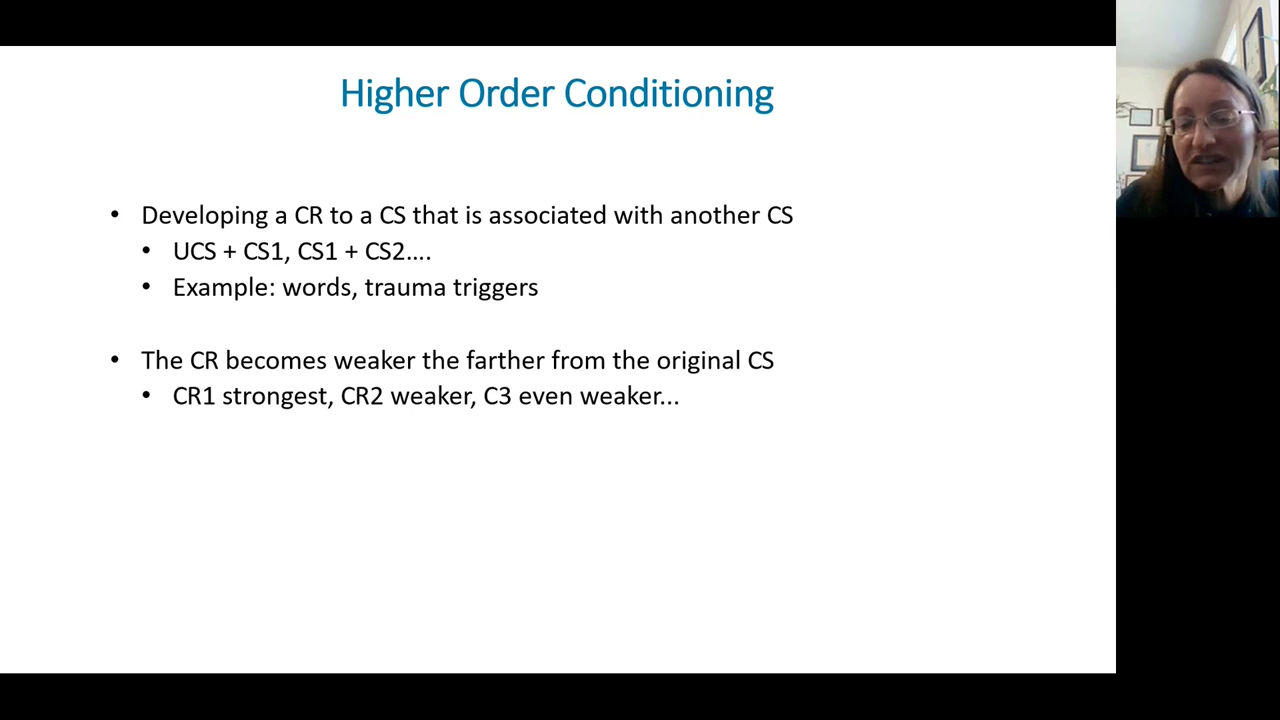 Higher Order Conditioning
• Developing a CR to a CS that is associated with another CS
• UCS + CS1, CS1 + CS2….
• Example: words, trauma triggers
• The CR becomes weaker the farther from the original CS
• CR1 strongest, CR2 weaker, C3 even weaker...